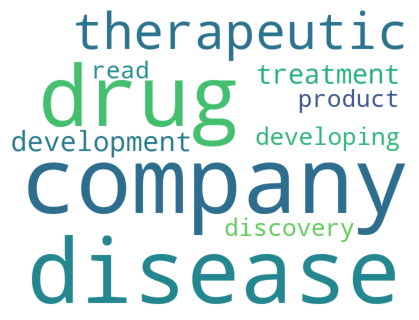 therapeutic
read
drug
treatment
product
development
developing
company
discovery
disease